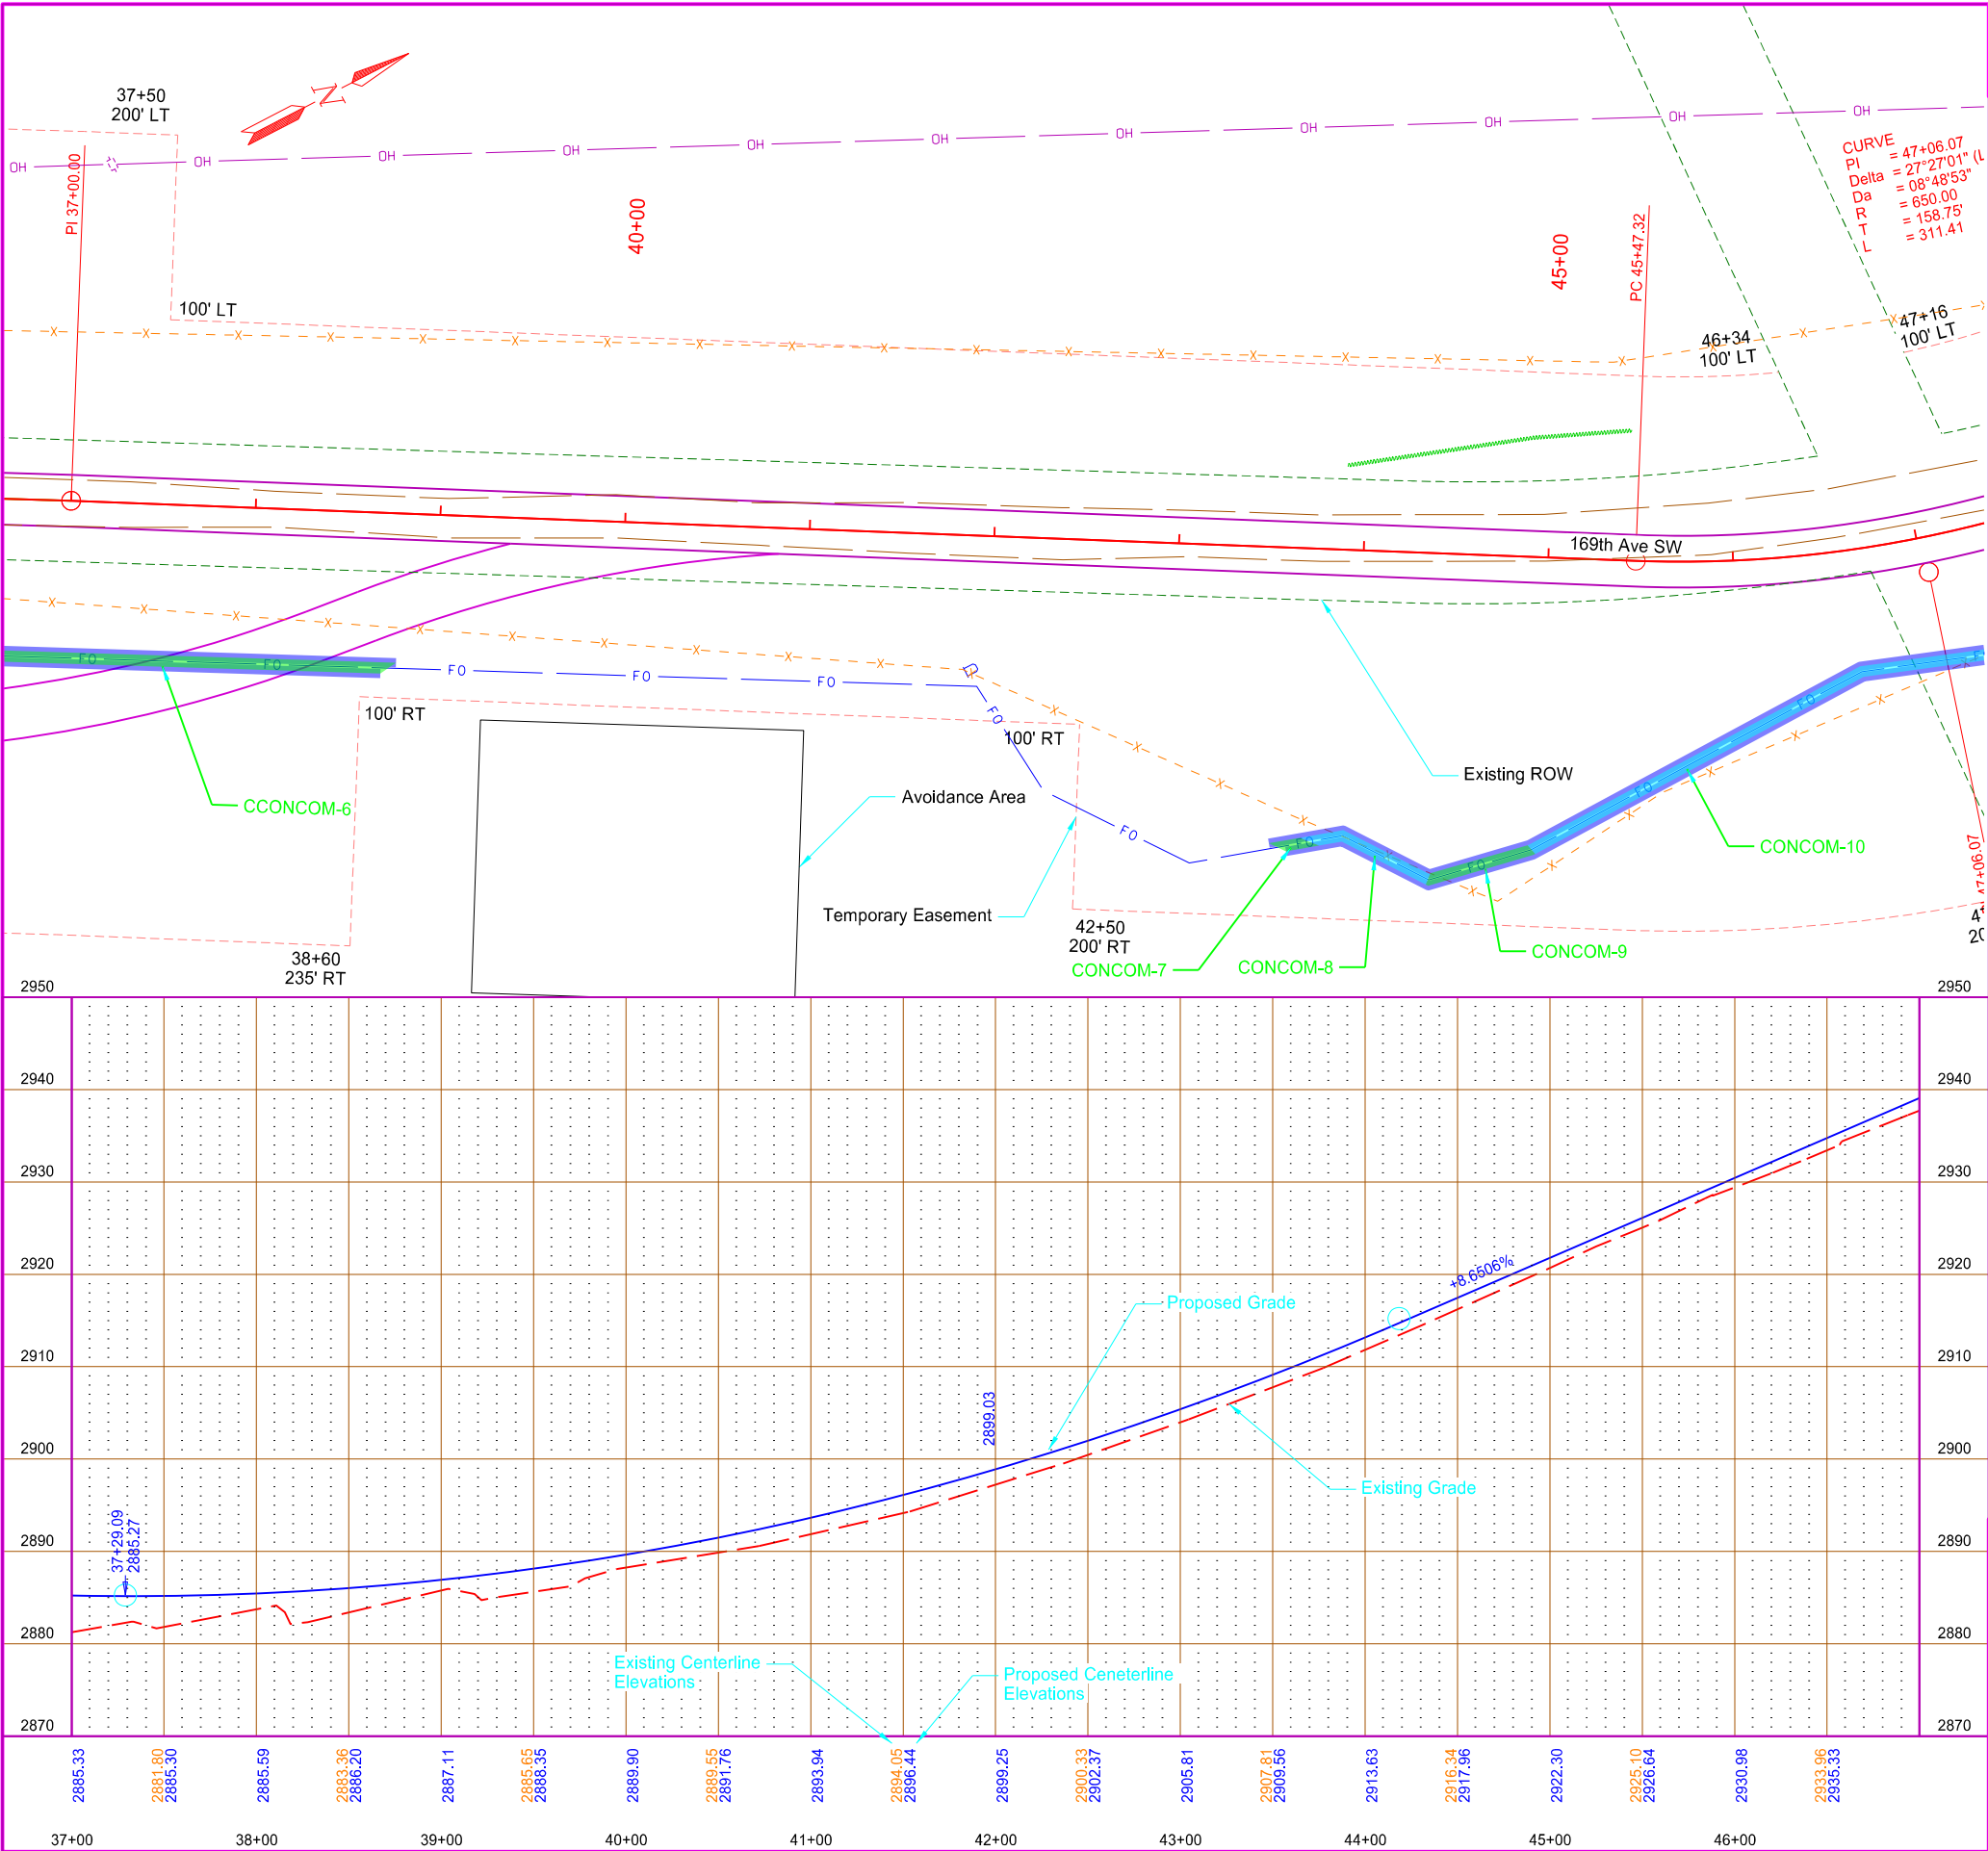 37+50
200' LT
N
OH OH OH OH OH OH OH OH OH OH OH
PI 37+00.00
40+00
45+00
PC 45+47.32
CURVE
PI = 47+06.07
Delta = 27°27'01" (L
Da = 08°48'53"
R = 650.00
T = 158.75'
L = 311.41
100' LT
46+34
100' LT
47+16
100' LT
X X X X X X X X X X X X X X X X X X X X X
169th Ave SW
X X X X X X X X X X X X X X X X X X X X X
FO FO FO FO FO FO FO FO FO FO FO
100' RT
100' RT
Existing ROW
CCONCOM-6
Avoidance Area
CONCOM-10
47+06.07
Temporary Easement
42+50
200' RT
38+60
235' RT
CONCOM-7
CONCOM-8
CONCOM-9
2950 2950
2940 2940
2930 2930
2920 2920
+8.6506%
Proposed Grade
2910 2910
2899.03
2900 2900
Existing Grade
37+29.09
2885.27
2890 2890
2880 2880
Existing Centerline
Elevations
Proposed Ceneterline
Elevations
2870 2870
2885.33
2881.80
2885.30
2885.59
2883.36
2886.20
2887.11
2885.65
2888.35
2889.90
2889.55
2891.76
2893.94
2894.05
2896.44
2899.25
2900.33
2902.37
2905.81
2907.81
2909.56
2913.63
2916.34
2917.96
2922.30
2925.10
2926.64
2930.98
2933.96
2935.33
37+00 38+00 39+00 40+00 41+00 42+00 43+00 44+00 45+00 46+00